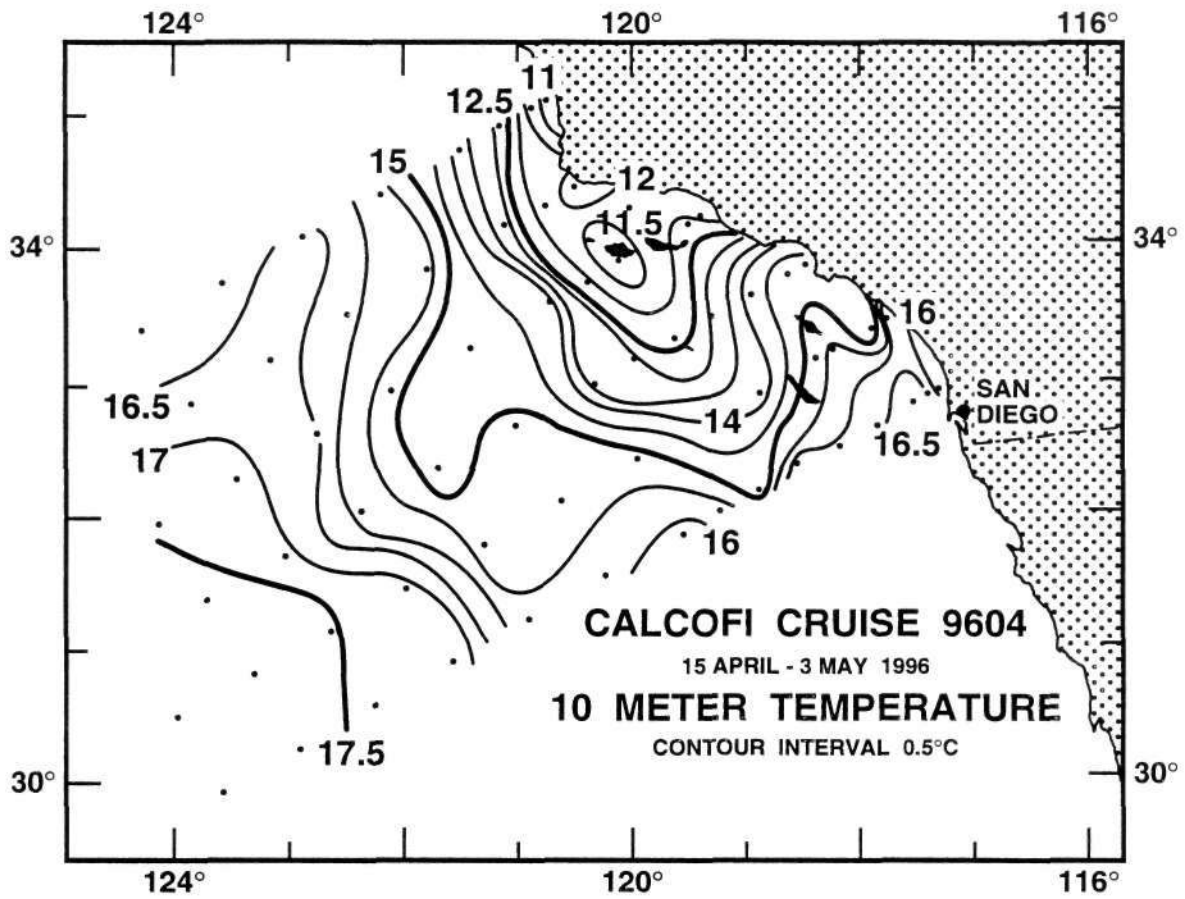 124° 120° 116°
11
12.5
15
12
11.5
34° 34°
16
16.5
SAN
DIEGO
14
16.5
17
16
CALCOFI CRUISE 9604
15 APRIL - 3 MAY 1996
10 METER TEMPERATURE
CONTOUR INTERVAL 0.5°C
17.5
30° 30°
124° 120° 116°